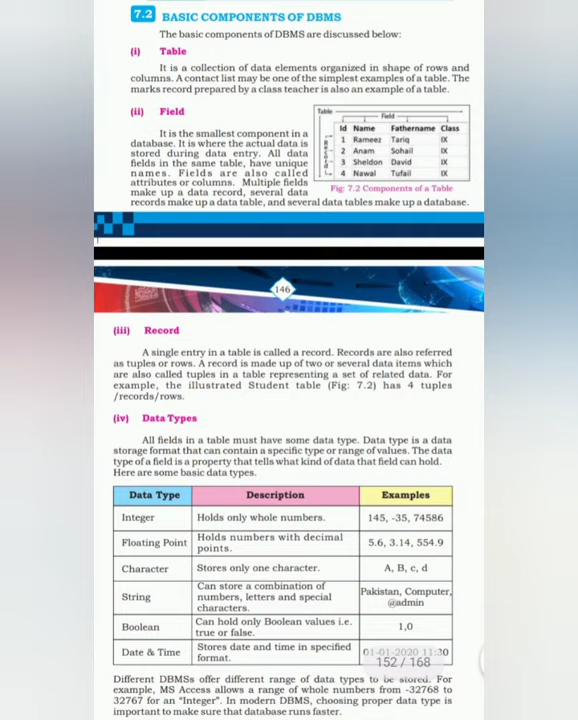 7.2 BASIC COMPONENTS OF DBMS
The basic components of DBMS are discussed below:
(i) Table
It is a collection of data elements organized in shape of rows and
columns. A contact list may be one of the simplest examples of a table. The
marks record prepared by a class teacher is also an example of a table.
(ii) Field
It is the smallest component in a
database. It is where the actual data is
stored during data entry. All data
fields in the same table, have unique
names. Fields are also called
attributes or columns. Multiple fields
make up a data record, several data
records make up a data table, and several data tables make up a database.
Table
Field
Record
Id Name Fathername Class
1 Rameez Tariq IX
2 Anam Sohail IX
3 Sheldon David IX
4 Nawal Tufail IX
Fig: 7.2 Components of a Table
146
(iii) Record
A single entry in a table is called a record. Records are also referred
as tuples or rows. A record is made up of two or several data items which
are also called tuples in a table representing a set of related data. For
example, the illustrated Student table (Fig: 7.2) has 4 tuples
/records/rows.
(iv) Data Types
All fields in a table must have some data type. Data type is a data
storage format that can contain a specific type or range of values. The data
type of a field is a property that tells what kind of data that field can hold.
Here are some basic data types.
Data Type Description Examples
Integer Holds only whole numbers. 145, -35, 74586
Floating Point Holds numbers with decimal
points. 5.6, 3.14, 554.9
Character Stores only one character. A, B, c, d
String Can store a combination of
numbers, letters and special
characters. Pakistan, Computer,
@admin
Boolean Can hold only Boolean values i.e.
true or false. 1,0
Date & Time Stores date and time in specified
format. 01-01-2020 11:30
152 / 168
Different DBMSs offer different range of data types to be stored. For
example, MS Access allows a range of whole numbers from -32768 to
32767 for an “Integer”. In modern DBMS, choosing proper data type is
important to make sure that database runs faster.